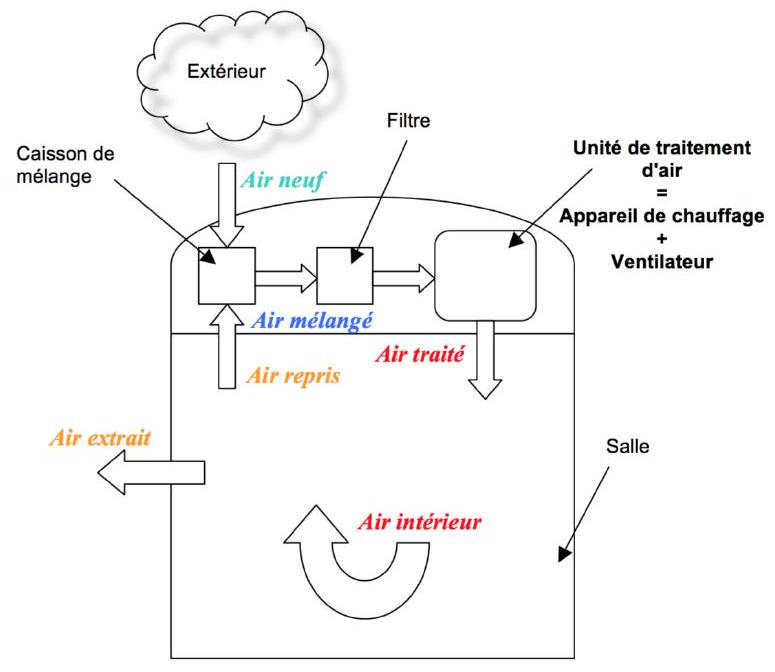 Extérieur
Filtre
Caisson de
mélange
Unité de traitement
d'air
=
Appareil de chauffage
+
Ventilateur
Air neuf
Air mélangé
Air traité
Air repris
Air extrait
Salle
Air intérieur